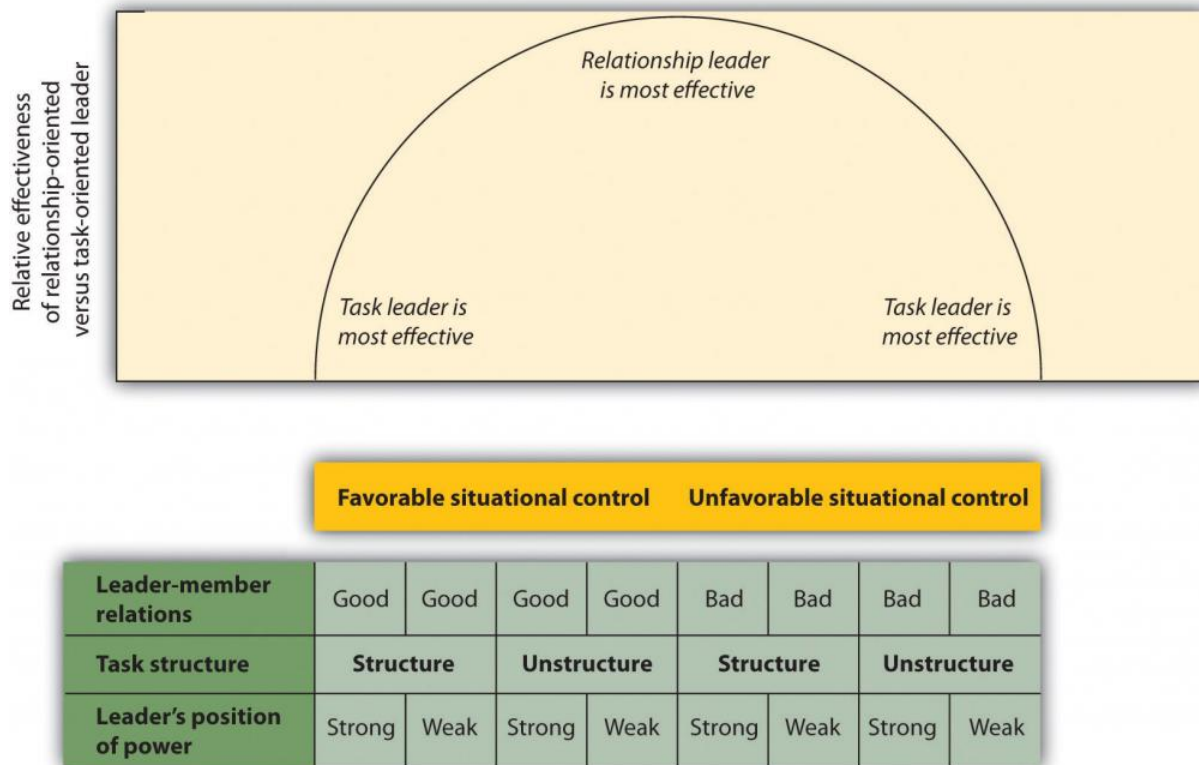 Relative effectiveness
of relationship-oriented
versus task-oriented leader
Relationship leader
is most effective
Task leader is
most effective
Task leader is
most effective
Favorable situational control Unfavorable situational control
Leader-member
relations
Good Good Good Good Bad Bad Bad Bad
Task structure Structure Unstructure Structure Unstructure
Leader's position
of power
Strong Weak Strong Weak Strong Weak Strong Weak